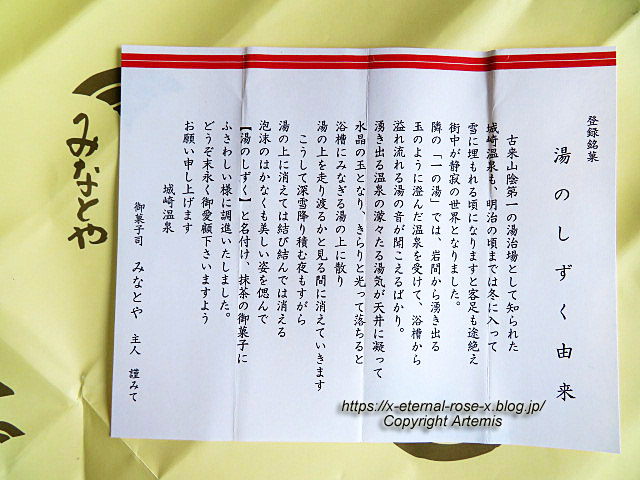 登録銘菓
湯のしずく由来
古来山陰第一の湯治場として知られた
城崎温泉も、明治の頃までは冬に入って
雪に埋もれる頃になりますと客足も途絶え
街中が静寂の世界となりました。
隣の「一の湯」では、岩間から湧き出る
玉のように澄んだ温泉を受けて、浴槽から
溢れ流れる湯の音が聞こえるばかり。
湧き出る温泉の濛々たる湯気が天井に凝って
水晶の玉となり、きらりと光って落ちると
浴槽にみなぎる湯の上に散り
湯の上を走り渡るかと見る間に消えていきます
こうして深雪降り積む夜もすがら
湯の上に消えては結び結んでは消える
泡沫のはかなくも美しい姿を偲んで
【湯のしずく】と名付け、抹茶の御菓子に
ふさわしい様に調進いたしました。
どうぞ末永く御愛顧下さいますよう
お願い申し上げます
城崎温泉
御菓子司 みなとや 主人 謹みて
みなとや
https://x-eternal-rose-x.blog.jp/
Copyright Artemis